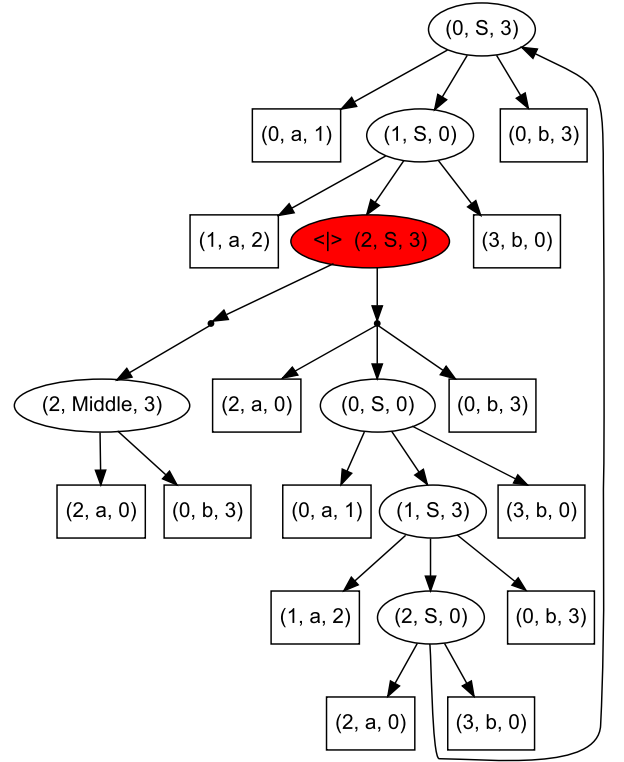 (0, S, 3)
(0, a, 1)
(1, S, 0)
(0, b, 3)
(1, a, 2)
<|> (2, S, 3)
(3, b, 0)
(2, Middle, 3)
(2, a, 0)
(0, S, 0)
(0, b, 3)
(2, a, 0)
(0, b, 3)
(0, a, 1)
(1, S, 3)
(3, b, 0)
(1, a, 2)
(2, S, 0)
(0, b, 3)
(2, a, 0)
(3, b, 0)